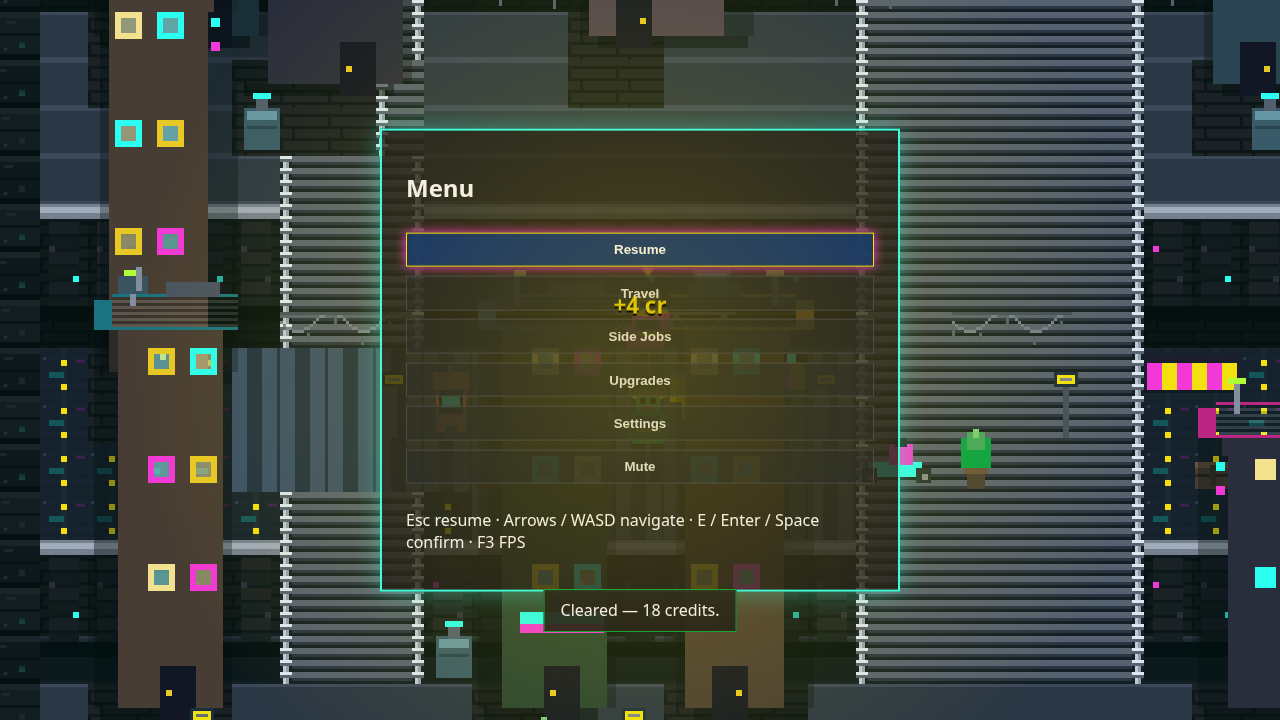 Menu
Resume
Travel
+4 cr
Side Jobs
Upgrades
Settings
Mute
Esc resume · Arrows / WASD navigate · E / Enter / Space
confirm · F3 FPS
Cleared — 18 credits.